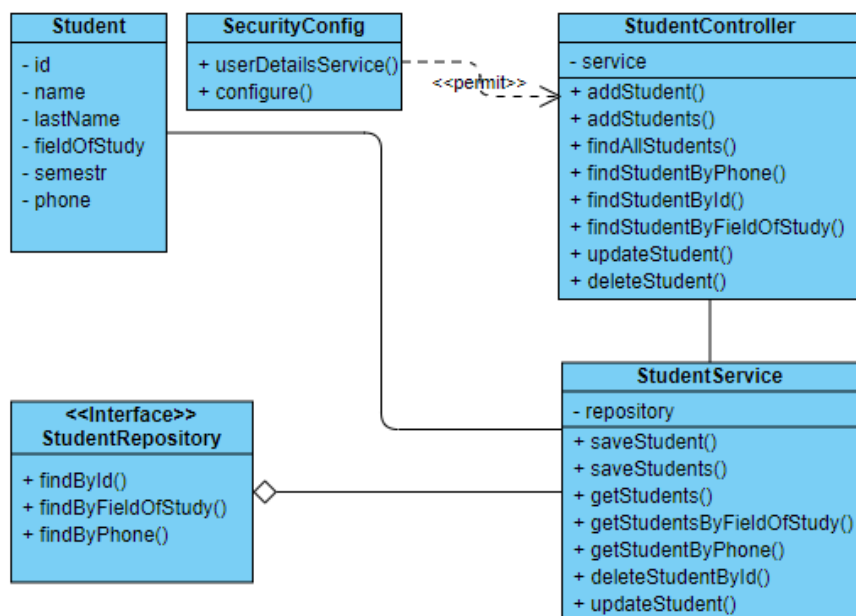 Student
- id
- name
- lastName
- fieldOfStudy
- semestr
- phone
SecurityConfig
+ userDetailsService()
+ configure()
<<permit>>
StudentController
- service
+ addStudent()
+ addStudents()
+ findAllStudents()
+ findStudentByPhone()
+ findStudentById()
+ findStudentByFieldOfStudy()
+ updateStudent()
+ deleteStudent()
<<Interface>>
StudentRepository
+ findById()
+ findByFieldOfStudy()
+ findByPhone()
StudentService
- repository
+ saveStudent()
+ saveStudents()
+ getStudents()
+ getStudentsByFieldOfStudy()
+ getStudentByPhone()
+ deleteStudentById()
+ updateStudent()